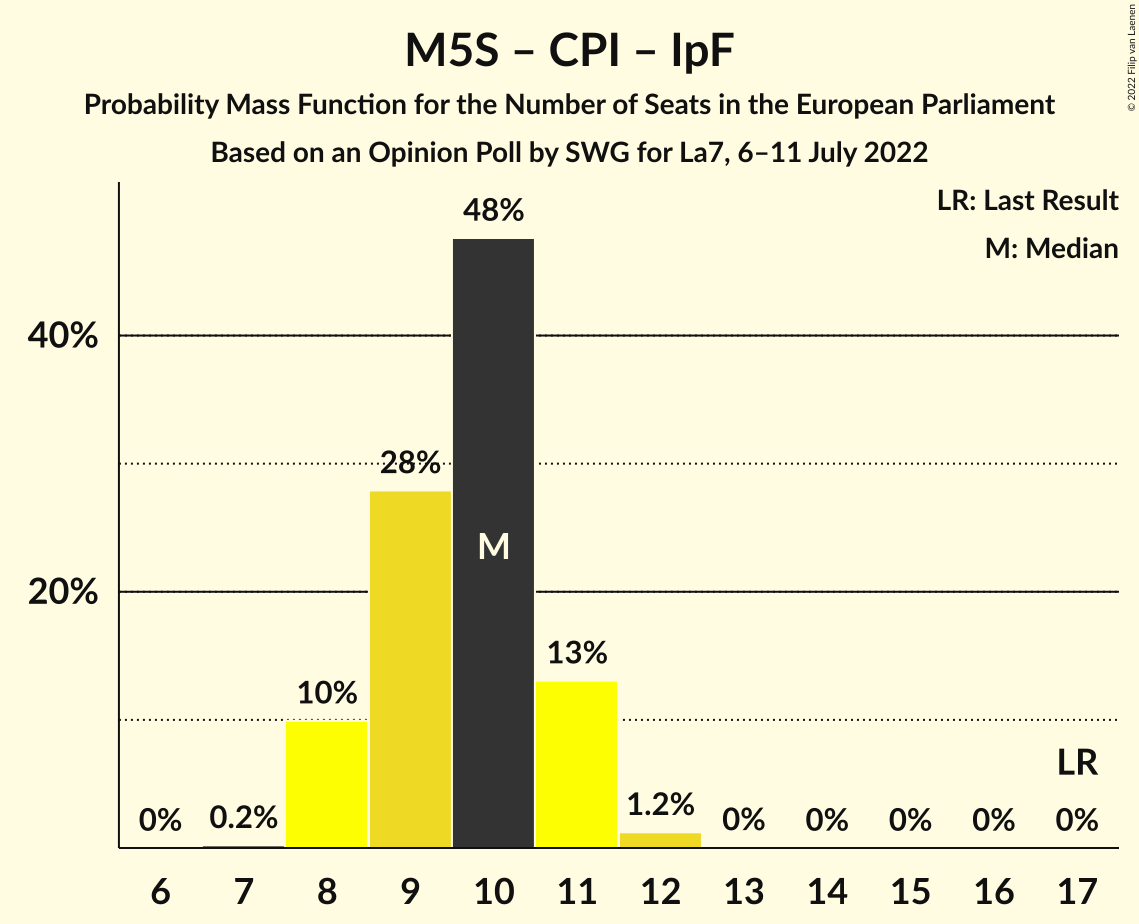 M5S – CPI – IpF
Probability Mass Function for the Number of Seats in the European Parliament
Based on an Opinion Poll by SWG for La7, 6–11 July 2022
© 2022 Filip van Laenen
LR: Last Result
M: Median
48%
40%
28%
M
20%
13%
10%
LR
0% 0.2% 1.2% 0% 0% 0% 0% 0%
6 7 8 9 10 11 12 13 14 15 16 17